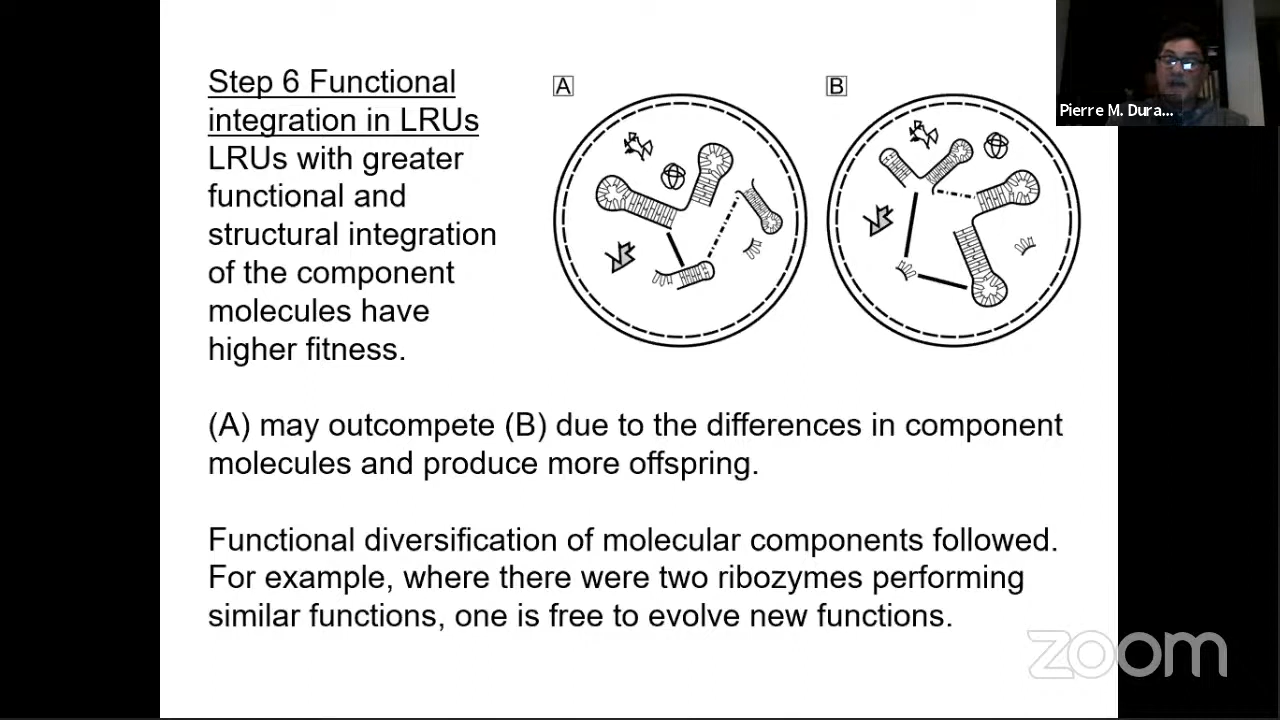 Step 6 Functional
integration in LRUs
LRUs with greater
functional and
structural integration
of the component
molecules have
higher fitness.
A
B
Pierre M. Dura...
(A) may outcompete (B) due to the differences in component
molecules and produce more offspring.
Functional diversification of molecular components followed.
For example, where there were two ribozymes performing
similar functions, one is free to evolve new functions.
zoom